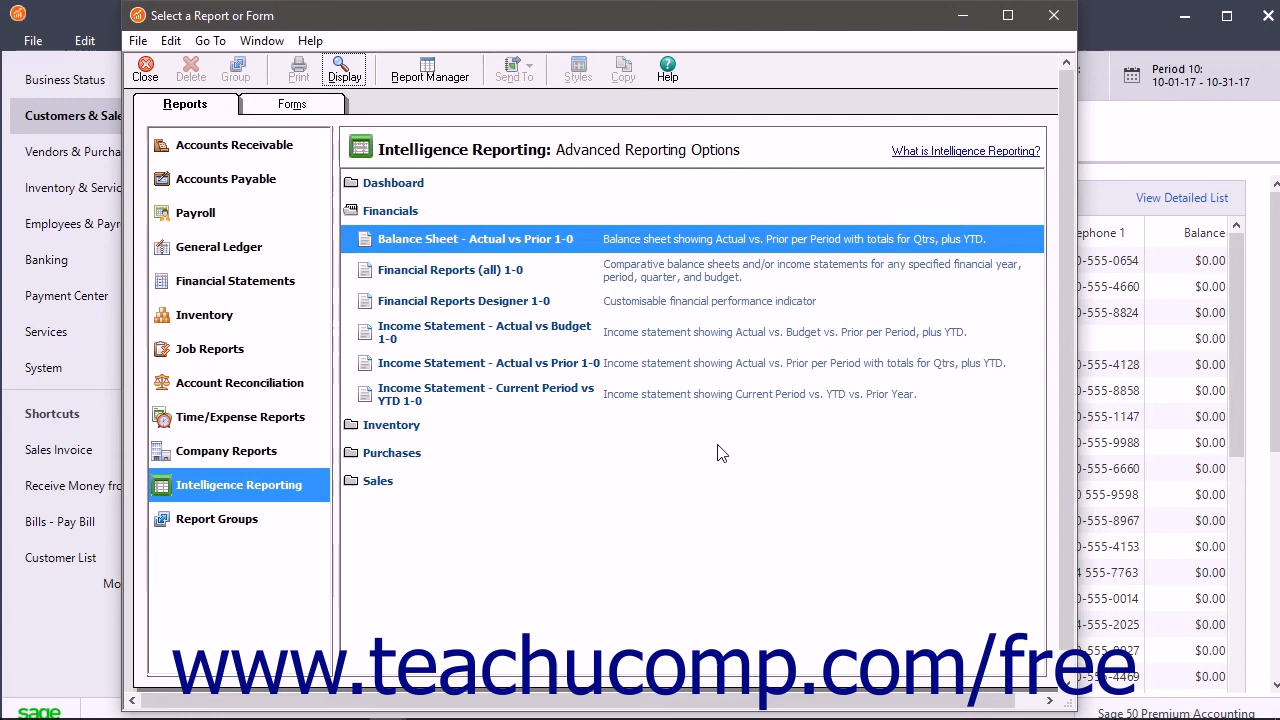 Select a Report or Form
File Edit
File Edit Go To Window Help
Close Delete Group Print Display Report Manager Send To Styles Copy Help
Period 10:
10-01-17 - 10-31-17
Business Status
Customers & Sale
Vendors & Purcha
Inventory & Servic
Employees & Payr
Banking
Payment Center
Services
System
Shortcuts
Sales Invoice
Receive Money fro
Bills - Pay Bill
Customer List
Mo
sage
Reports Forms
Accounts Receivable
Accounts Payable
Payroll
General Ledger
Financial Statements
Inventory
Job Reports
Account Reconciliation
Time/Expense Reports
Company Reports
Intelligence Reporting
Report Groups
Intelligence Reporting: Advanced Reporting Options What is Intelligence Reporting?
Dashboard
Financials
Balance Sheet - Actual vs Prior 1-0 Balance sheet showing Actual vs. Prior per Period with totals for Qtrs, plus YTD.
Financial Reports (all) 1-0 Comparative balance sheets and/or income statements for any specified financial year,
period, quarter, and budget.
Financial Reports Designer 1-0 Customisable financial performance indicator
Income Statement - Actual vs Budget
1-0 Income statement showing Actual vs. Budget vs. Prior per Period, plus YTD.
Income Statement - Actual vs Prior 1-0 Income statement showing Actual vs. Prior per Period with totals for Qtrs, plus YTD.
Income Statement - Current Period vs
YTD 1-0 Income statement showing Current Period vs. YTD vs. Prior Year.
Inventory
Purchases
Sales
View Detailed List
ephone 1 Balance
0-555-0654 $0.00
0-555-4660 $0.00
0-555-8824 $0.00
$0.00
0-555-4128 $0.00
0-555-8858 $0.00
0-555-1147 $0.00
0-555-9988 $0.00
0-555-6660 $0.00
0-555-9598 $0.00
0-555-8967 $0.00
0-555-4153 $0.00
4 555-7763 $0.00
0-555-0014 $0.00
4-555-2025 $0.00
$0.00
$0.00
Sage 50 Premium Accounting
www.teachucomp.com/free